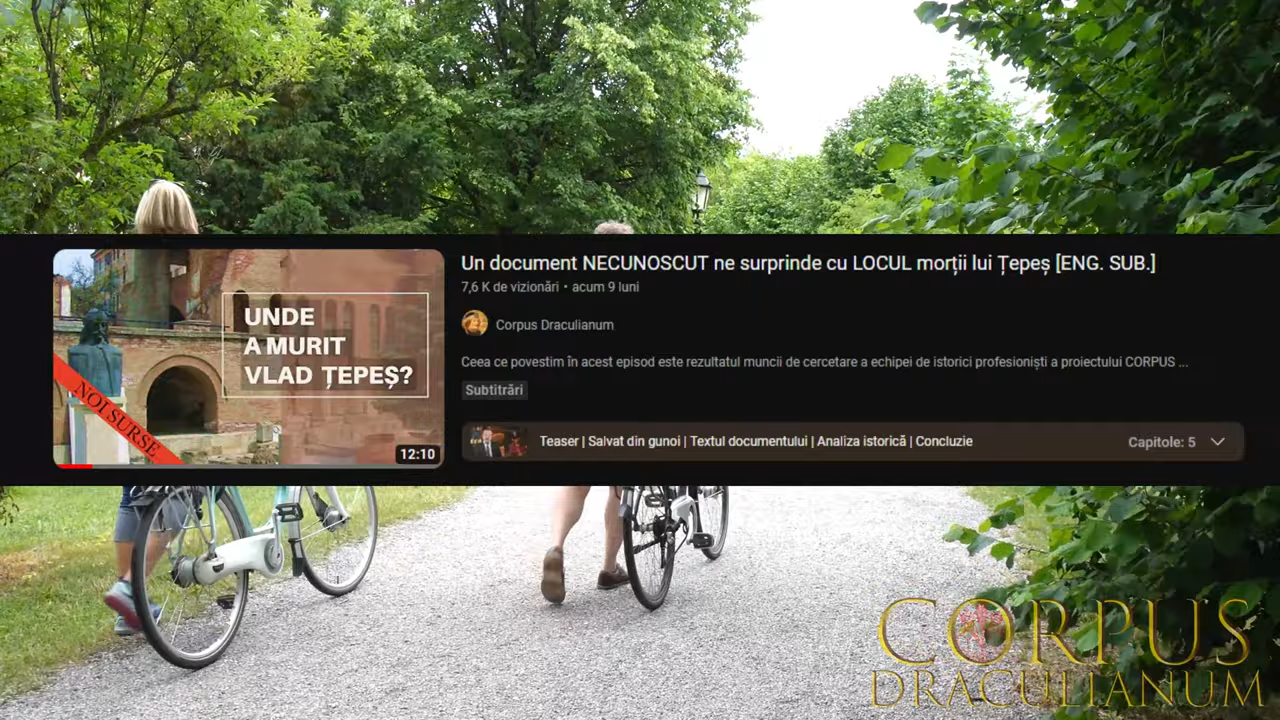 UNDE
A MURIT
VLAD ȚEPEȘ?
NOI SURSE
12:10
Un document NECUNOSCUT ne surprinde cu LOCUL morții lui Țepeș [ENG. SUB.]
7,6 K de vizionări • acum 9 luni
Corpus Draculianum
Ceea ce povestim în acest episod este rezultatul muncii de cercetare a echipei de istorici profesioniști a proiectului CORPUS ...
Subtitrări
Teaser | Salvat din gunoi | Textul documentului | Analiza istorică | Concluzie
Capitole: 5
CORPUS
DRACULIANUM